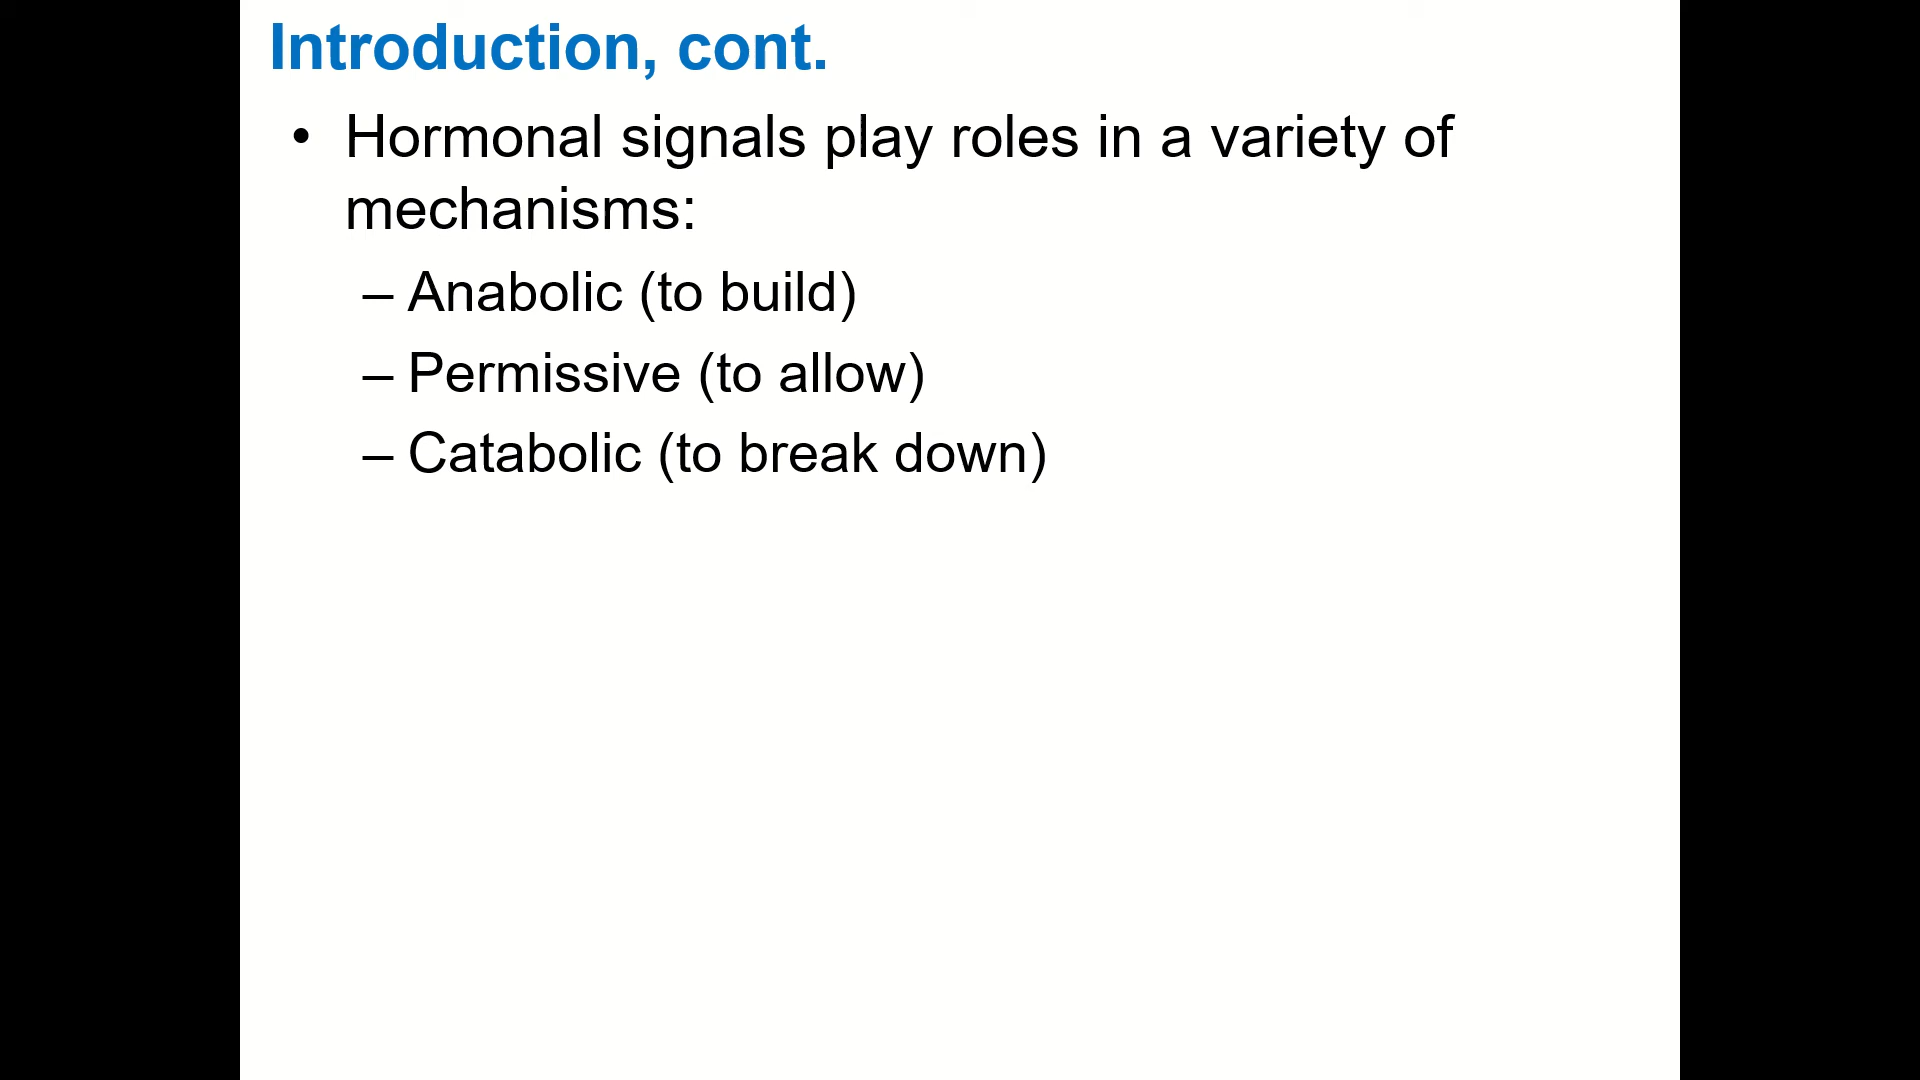 Introduction, cont.
• Hormonal signals play roles in a variety of
mechanisms:
– Anabolic (to build)
– Permissive (to allow)
– Catabolic (to break down)